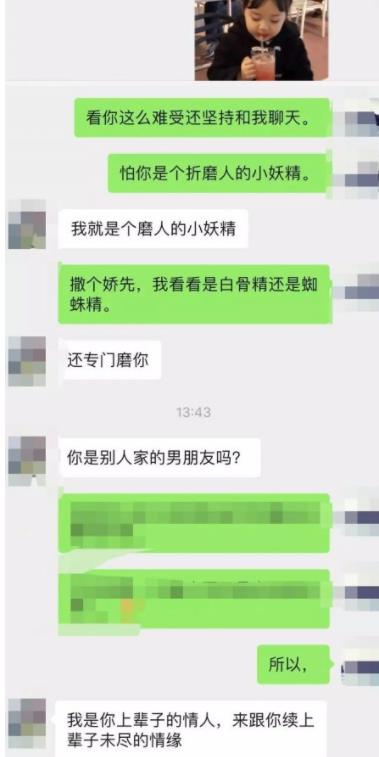 看你这么难受还坚持和我聊天。
怕你是个折磨人的小妖精。
我就是个磨人的小妖精
撒个娇先，我看看是白骨精还是蜘
蛛精。
还专门磨你
13:43
你是别人家的男朋友吗？
所以，
我是你上辈子的情人，来跟你续上
辈子未尽的情缘